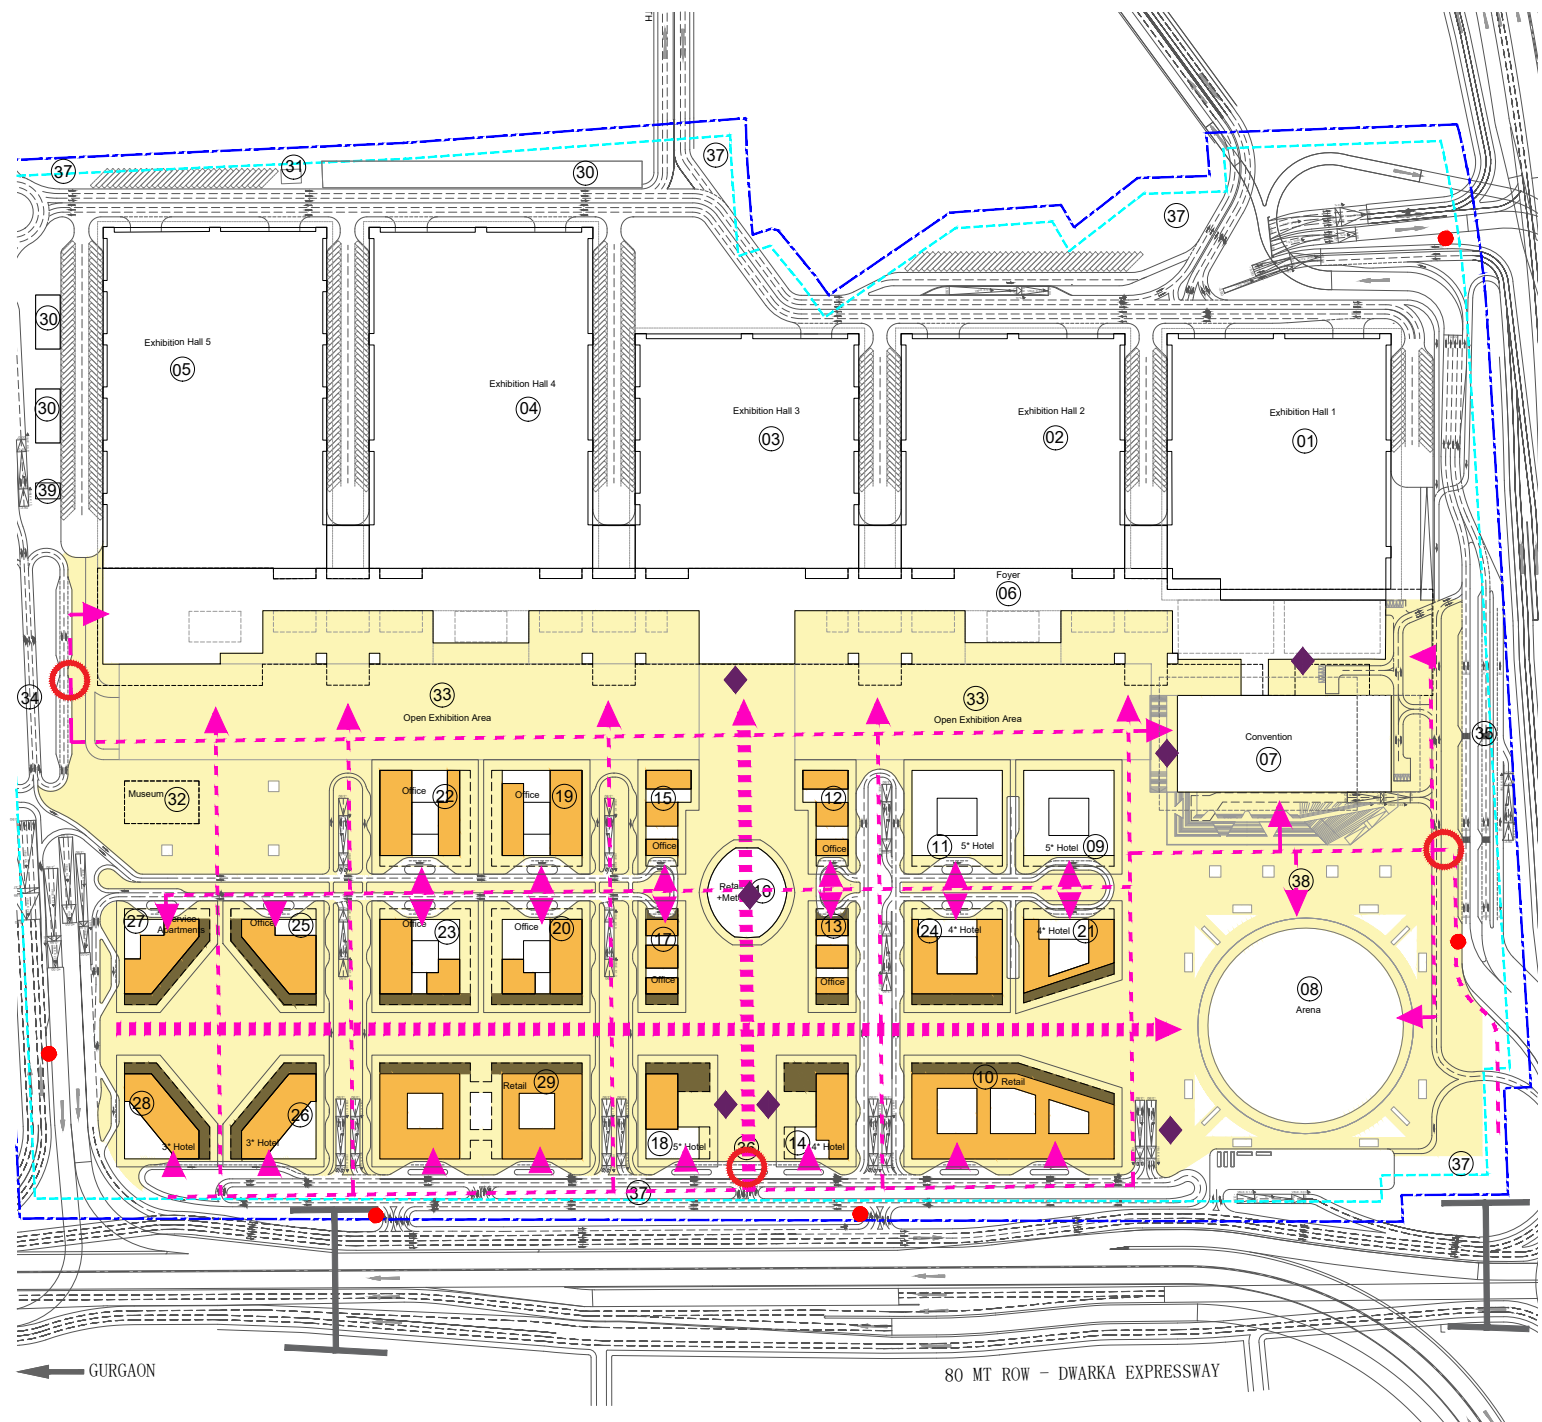 37
31
30
37
37
30
Exhibition Hall 5
05
Exhibition Hall 4
04
Exhibition Hall 3
03
Exhibition Hall 2
02
Exhibition Hall 1
01
30
39
Foyer
06
34
33
Open Exhibition Area
33
Open Exhibition Area
35
Convention
07
Museum 32
Office 22
Office 19
15
Office
12
Office
11 5* Hotel
5* Hotel 09
38
16
27
Service
Apartments
Office
25
Office
23
Office
20
17
Office
13
Office
24
4* Hotel
4* Hotel
21
08
Arena
28
3* Hotel
3* Hotel
26
Retail
29
18
5* Hotel
36
14
4* Hotel
10
Retail
37
37
GURGAON
80 MT ROW - DWARKA EXPRESSWAY